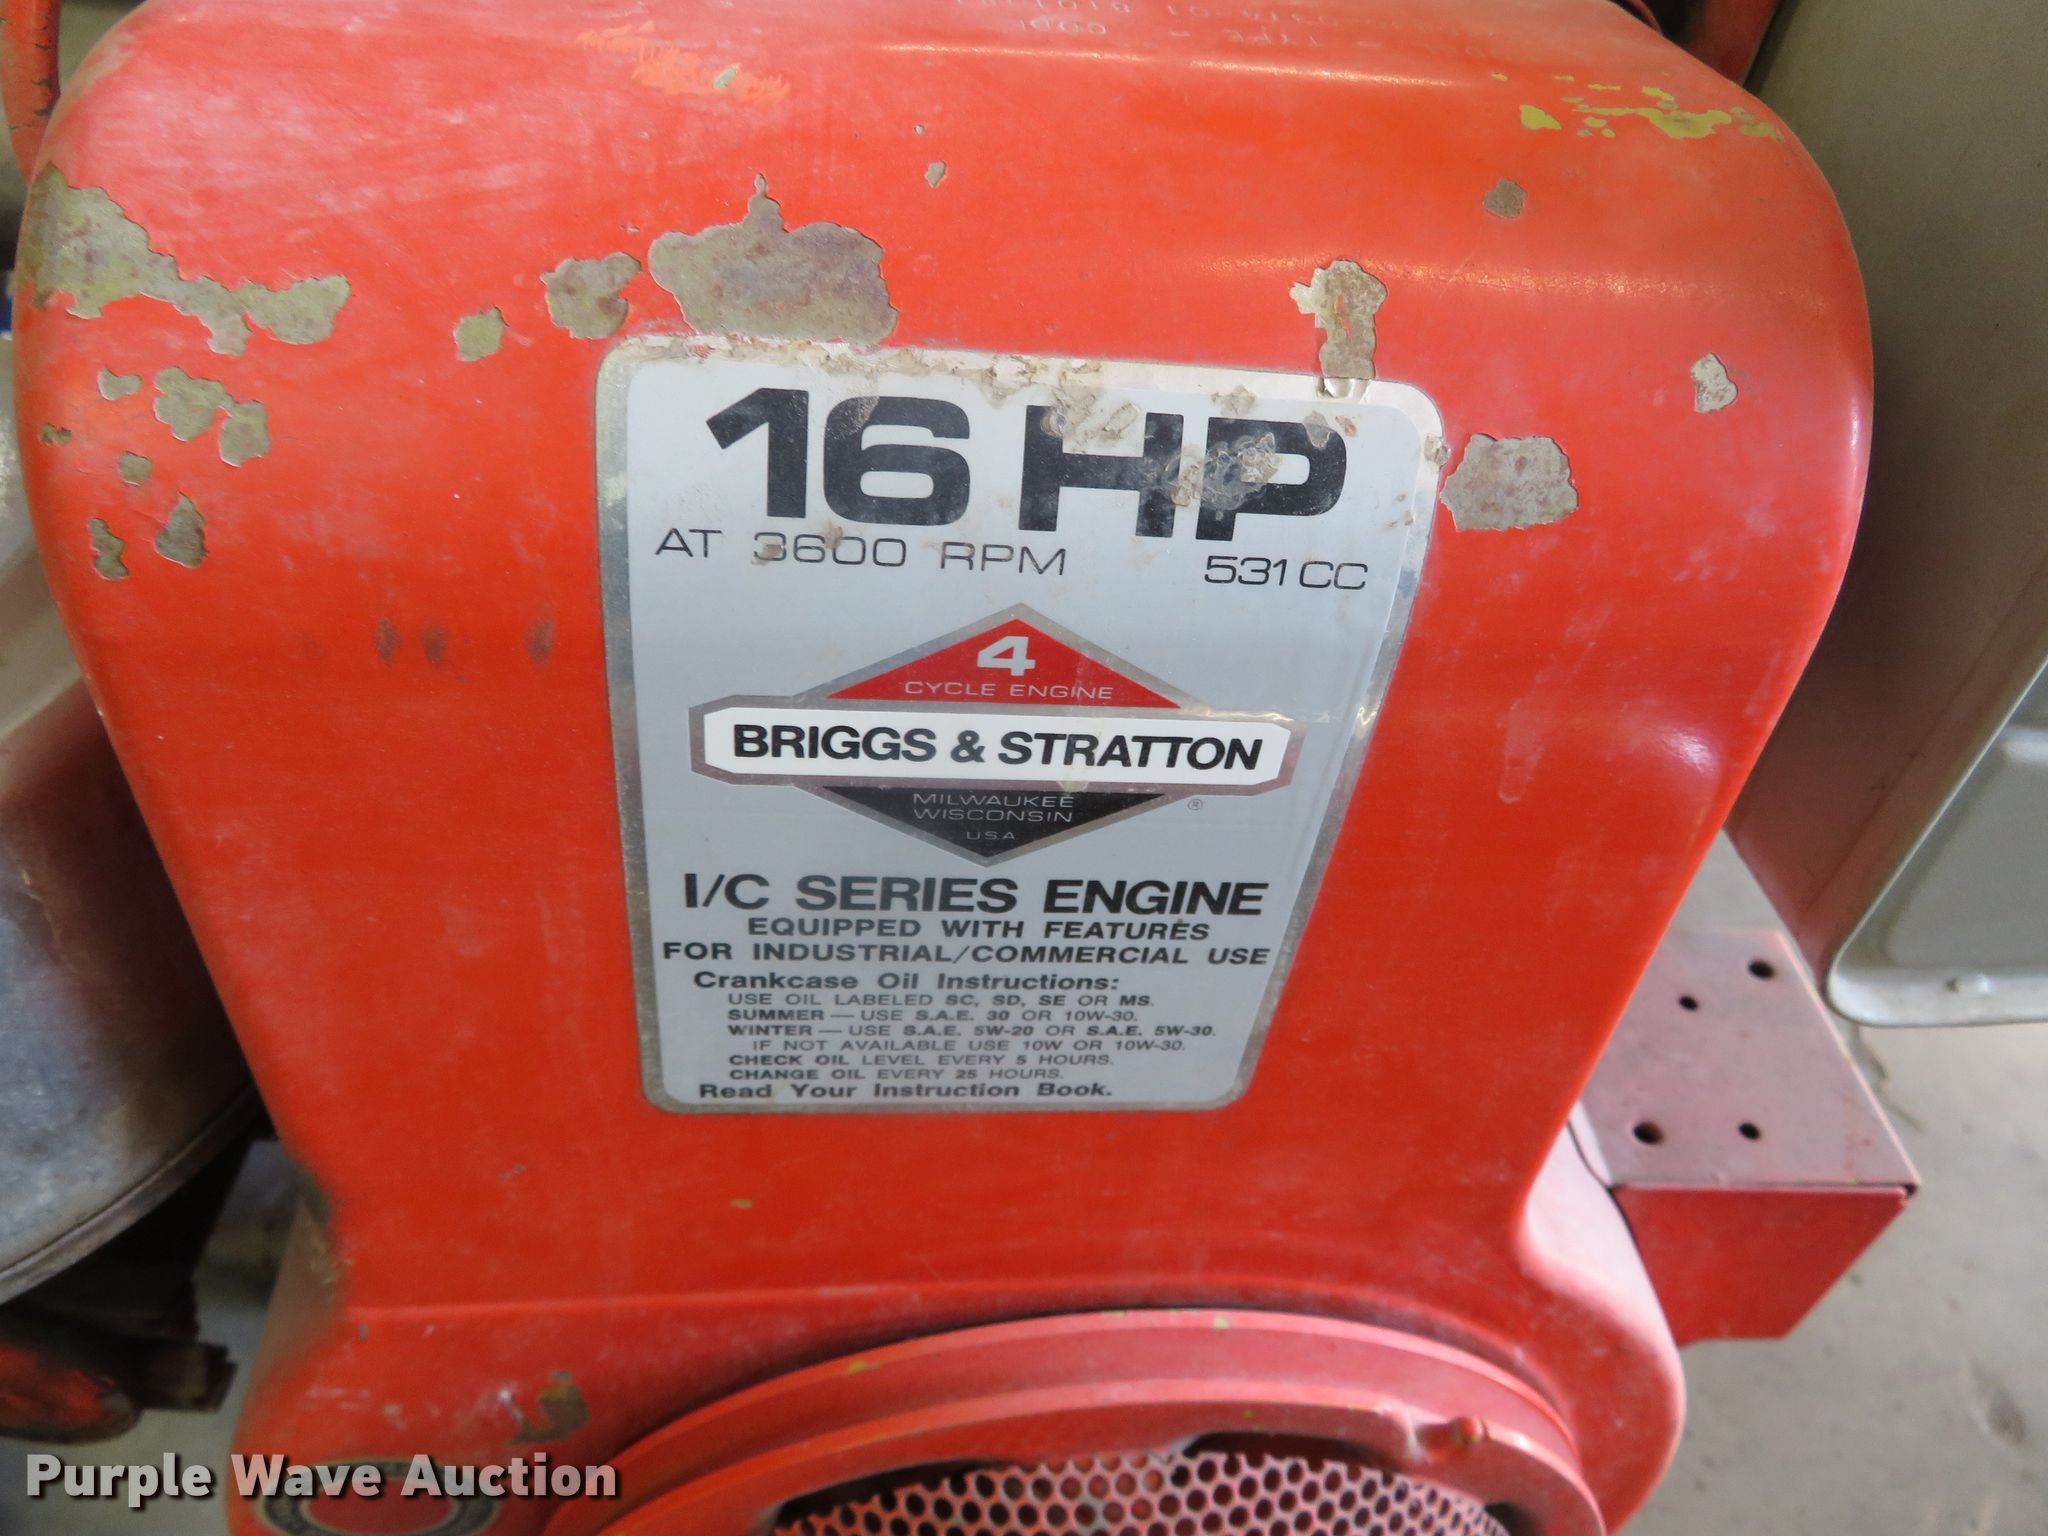 16 HP
AT 3600 RPM 531CC
4
CYCLE ENGINE
BRIGGS & STRATTON
MILWAUKEE
WISCONSIN
USA
®
I/C SERIES ENGINE
EQUIPPED WITH FEATURES
FOR INDUSTRIAL/COMMERCIAL USE
Crankcase Oil Instructions:
USE OIL LABELED SC, SD, SE OR MS.
SUMMER — USE S.A.E. 30 OR 10W-30.
WINTER — USE S.A.E. 5W-20 OR S.A.E. 5W-30.
IF NOT AVAILABLE USE 10W OR 10W-30.
CHECK OIL LEVEL EVERY 5 HOURS.
CHANGE OIL EVERY 25 HOURS.
Read Your Instruction Book.
Purple Wave Auction